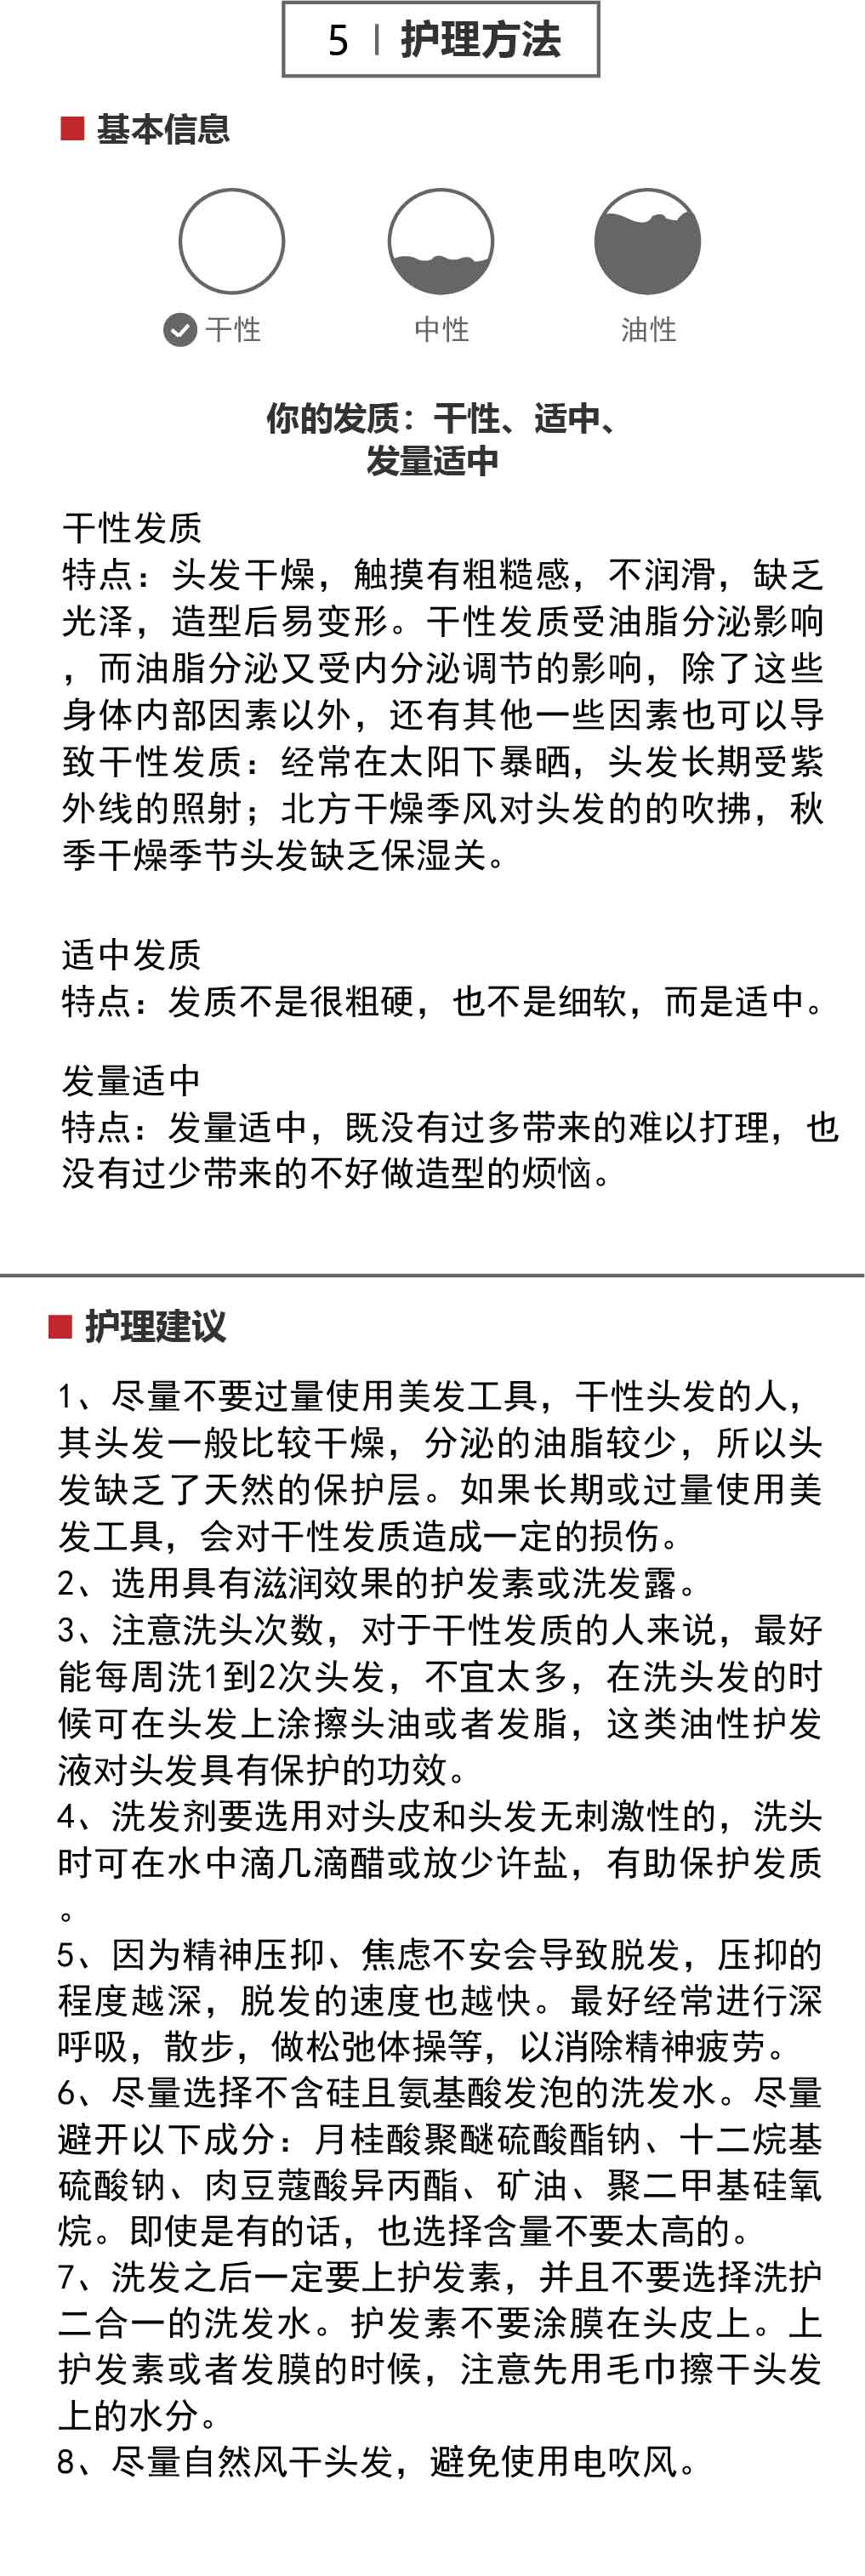 5 | 护理方法
基本信息
干性 中性 油性
你的发质：干性、适中、
发量适中
干性发质
特点：头发干燥，触摸有粗糙感，不润滑，缺乏
光泽，造型后易变形。干性发质受油脂分泌影响
，而油脂分泌又受内分泌调节的影响，除了这些
身体内部因素以外，还有其他一些因素也可以导
致干性发质：经常在太阳下暴晒，头发长期受紫
外线的照射；北方干燥季风对头发的的吹拂，秋
季干燥季节头发缺乏保湿关。
适中发质
特点：发质不是很粗硬，也不是细软，而是适中。
发量适中
特点：发量适中，既没有过多带来的难以打理，也
没有过少带来的不好做造型的烦恼。
护理建议
1、尽量不要过量使用美发工具，干性头发的人，
其头发一般比较干燥，分泌的油脂较少，所以头
发缺乏了天然的保护层。如果长期或过量使用美
发工具，会对干性发质造成一定的损伤。
2、选用具有滋润效果的护发素或洗发露。
3、注意洗头次数，对于干性发质的人来说，最好
能每周洗1到2次头发，不宜太多，在洗头发的时
候可在头发上涂擦头油或者发脂，这类油性护发
液对头发具有保护的功效。
4、洗发剂要选用对头皮和头发无刺激性的，洗头
时可在水中滴几滴醋或放少许盐，有助保护发质
。
5、因为精神压抑、焦虑不安会导致脱发，压抑的
程度越深，脱发的速度也越快。最好经常进行深
呼吸，散步，做松弛体操等，以消除精神疲劳。
6、尽量选择不含硅且氨基酸发泡的洗发水。尽量
避开以下成分：月桂酸聚醚硫酸酯钠、十二烷基
硫酸钠、肉豆蔻酸异丙酯、矿油、聚二甲基硅氧
烷。即使是有的话，也选择含量不要太高的。
7、洗发之后一定要上护发素，并且不要选择洗护
二合一的洗发水。护发素不要涂膜在头皮上。上
护发素或者发膜的时候，注意先用毛巾擦干头发
上的水分。
8、尽量自然风干头发，避免使用电吹风。